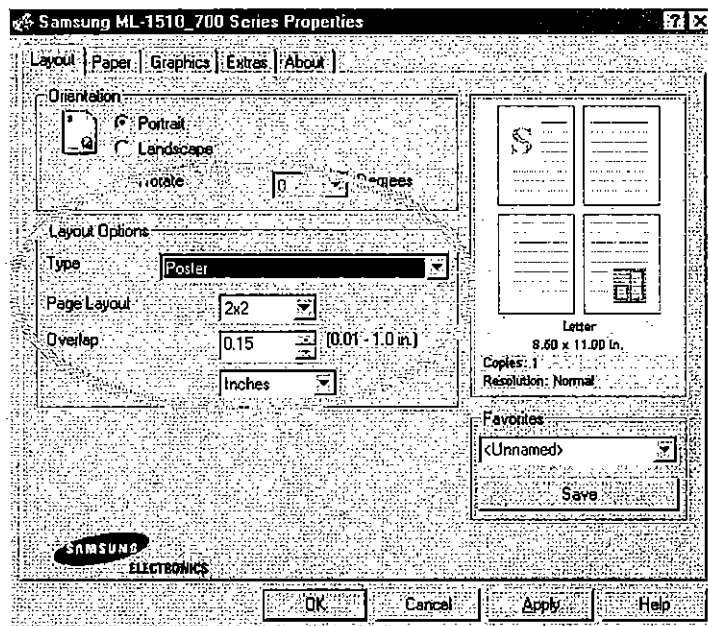 Samsung ML-1510_700 Series Properties
Layout Paper Graphics Extras About
Orientation
Portrait
Landscape
Rotate 0 Degrees
Layout Options
Type Poster
Page Layout 2x2
Overlap 0.15 (0.01 - 1.0 in.)
Inches
S
Letter
8.50 x 11.00 in.
Copies: 1
Resolution: Normal
Favorites
<Unnamed>
Save
SAMSUNG
ELECTRONICS
OK Cancel Apply Help